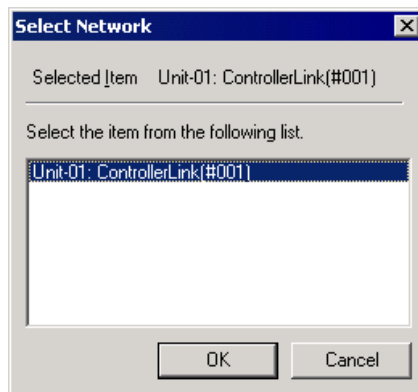 Select Network
Selected Item Unit-01: ControllerLink(#001)
Select the item from the following list.
Unit-01: ControllerLink(#001)
OK Cancel